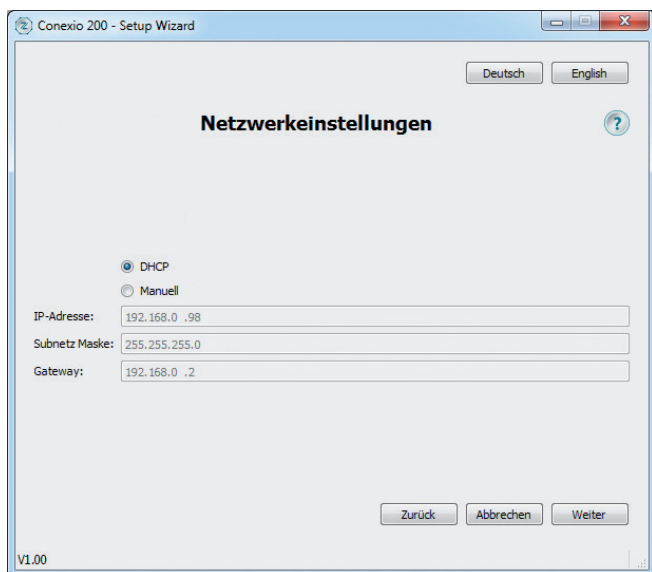 Conexio 200 - Setup Wizard
Deutsch English
Netzwerkeinstellungen
?
DHCP
Manuell
IP-Adresse: 192.168.0 .98
Subnetz Maske: 255.255.255.0
Gateway: 192.168.0 .2
Zurück Abbrechen Weiter
V1.00